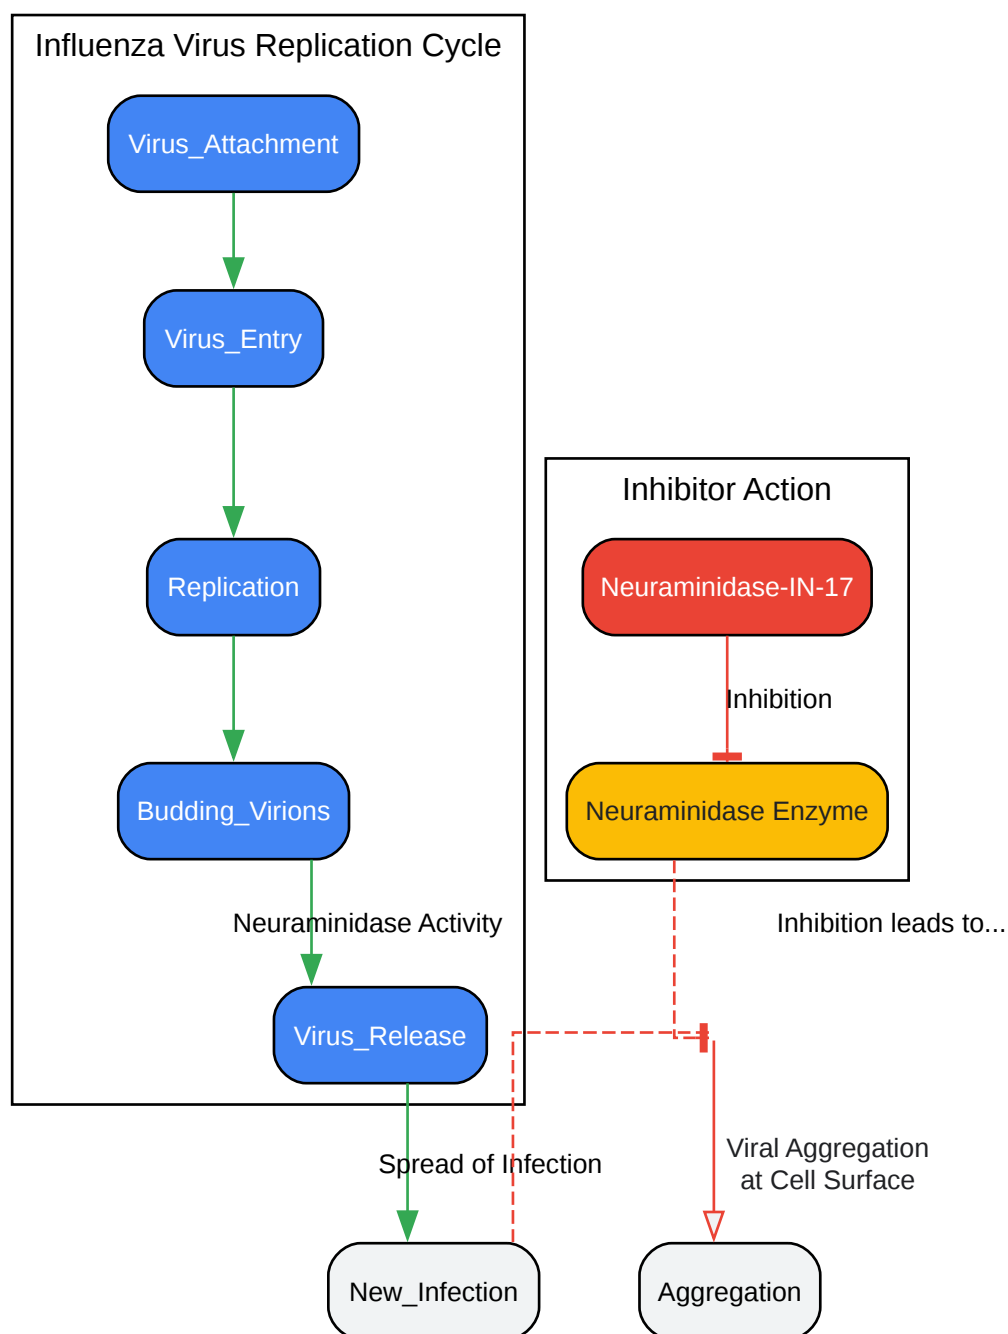 Influenza Virus Replication Cycle
Virus_Attachment
Virus_Entry
Replication
Budding_Virions
Neuraminidase Activity
Virus_Release
Spread of Infection
New_Infection
Inhibitor Action
Neuraminidase-IN-17
Inhibition
Neuraminidase Enzyme
Inhibition leads to...
Viral Aggregation
at Cell Surface
Aggregation